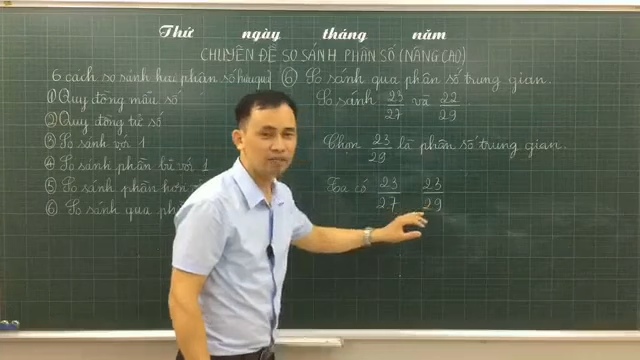 Thứ ngày tháng năm
CHUYÊN ĐỀ SO SÁNH PHÂN SỐ (NÂNG CAO)
6 cách so sánh hai phân số
① Quy đồng mẫu số
② Quy đồng tử số
③ So sánh với 1
④ So sánh phần bù với 1
⑤ So sánh phần hơn
⑥ So sánh qua
⑥ So sánh qua phân số trung gian.
So sánh 23/27 và 22/29
Chọn 23/29 là phân số trung gian.
Ta có 23/27 23/29